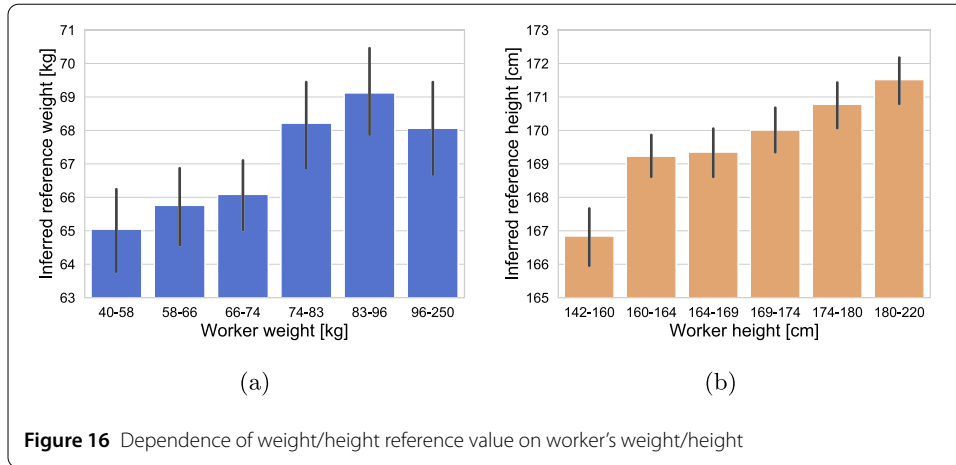 71
70
69
68
67
66
65
64
63
Inferred reference weight [kg]
40-58 58-66 66-74 74-83 83-96 96-250
Worker weight [kg]
(a)
173
172
171
170
169
168
167
166
165
Inferred reference height [cm]
142-160 160-164 164-169 169-174 174-180 180-220
Worker height [cm]
(b)
Figure 16 Dependence of weight/height reference value on worker's weight/height